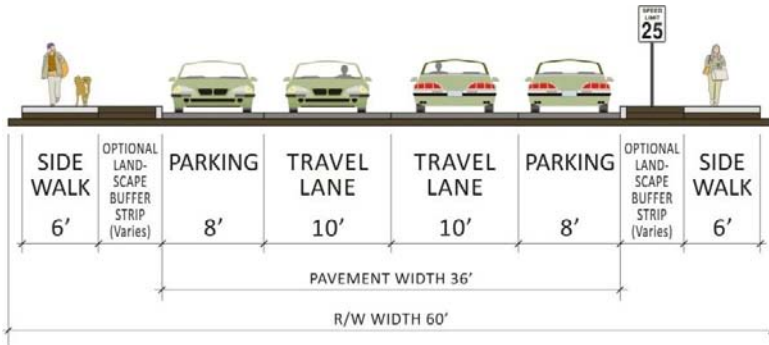 SPEED
LIMIT
25
SIDE
WALK
6'
OPTIONAL
LAND-
SCAPE
BUFFER
STRIP
(Varies)
PARKING
8'
TRAVEL
LANE
10'
TRAVEL
LANE
10'
PARKING
8'
OPTIONAL
LAND-
SCAPE
BUFFER
STRIP
(Varies)
SIDE
WALK
6'
PAVEMENT WIDTH 36'
R/W WIDTH 60'